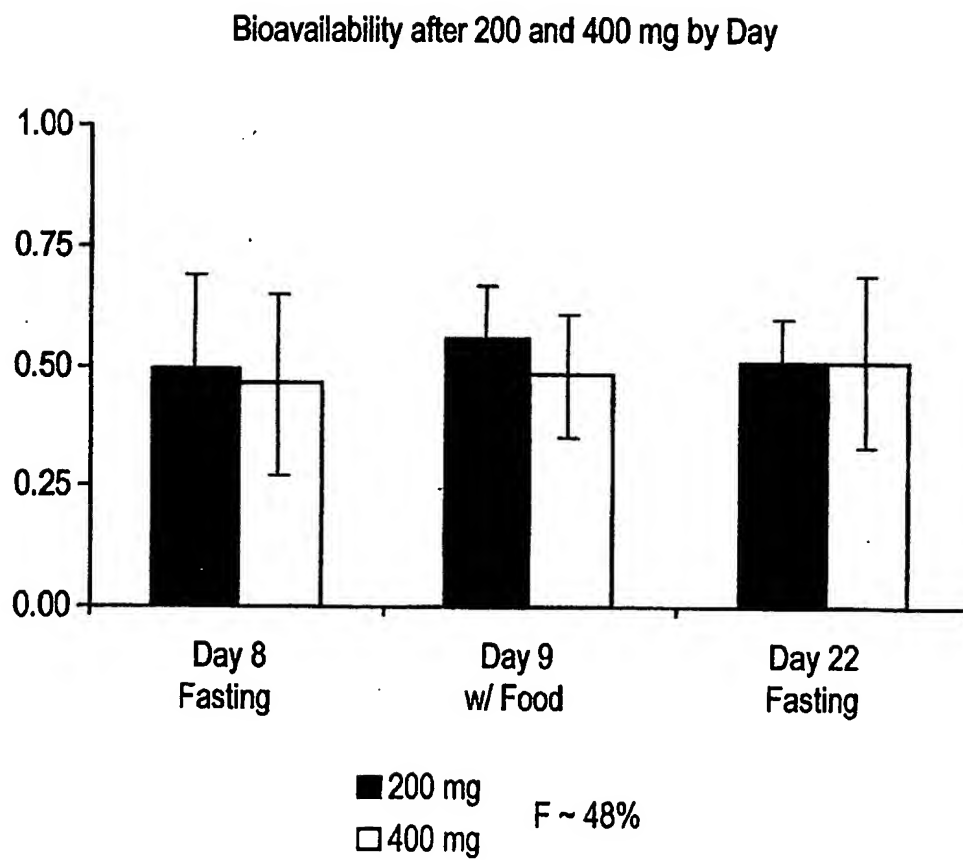 Bioavailability after 200 and 400 mg by Day
1.00
0.75
0.50
0.25
0.00
Day 8
Fasting
Day 9
w/ Food
Day 22
Fasting
200 mg
400 mg
F ~ 48%